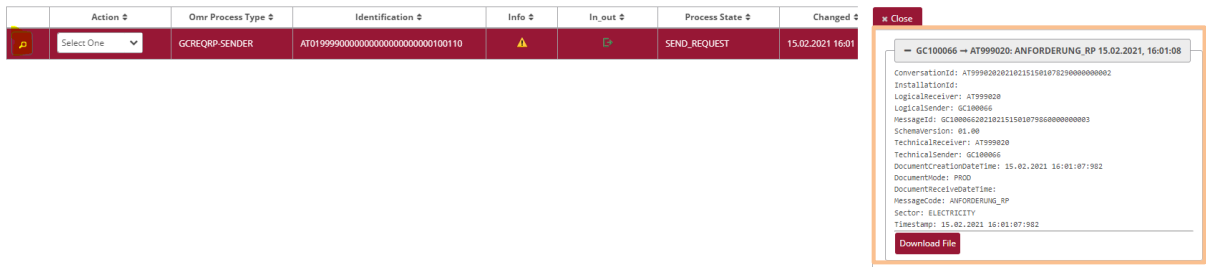 Action Omr Process Type Identification Info In_out Process State Changed
Select One GCREQRP-SENDER AT0199990000000000000000000100110 SEND_REQUEST 15.02.2021 16:01
× Close
− GC100066 → AT999020: ANFORDERUNG_RP 15.02.2021, 16:01:08
ConversationId: AT999020202102151501078290000000002
InstallationId:
LogicalReceiver: AT999020
LogicalSender: GC100066
MessageId: GC100066202102151501079860000000003
SchemaVersion: 01.00
TechnicalReceiver: AT999020
TechnicalSender: GC100066
DocumentCreationDateTime: 15.02.2021 16:01:07:982
DocumentMode: PROD
DocumentReceiveDateTime:
MessageCode: ANFORDERUNG_RP
Sector: ELECTRICITY
Timestamp: 15.02.2021 16:01:07:982
Download File